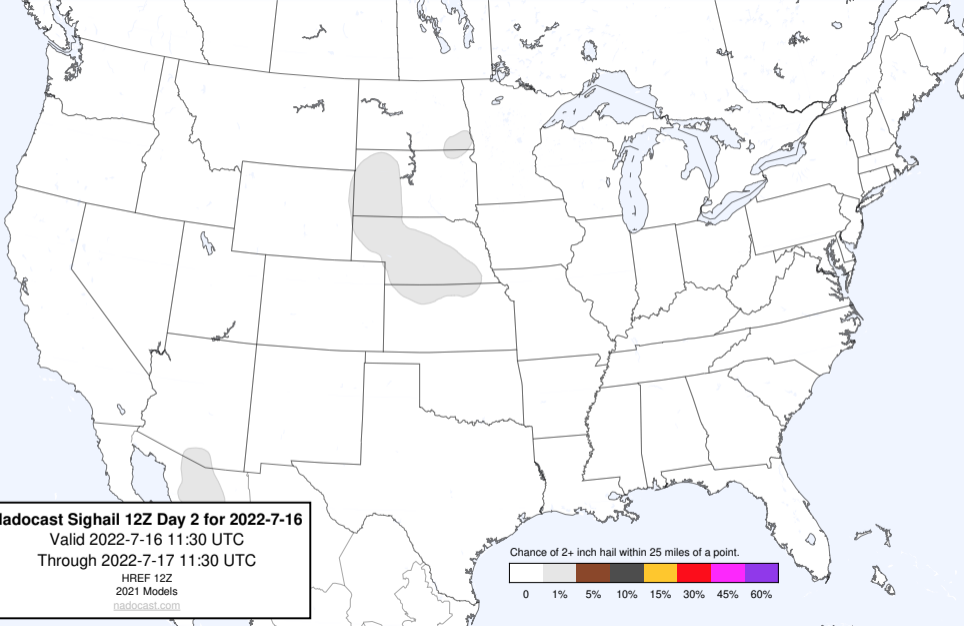 adocast Sighail 12Z Day 2 for 2022-7-16
Valid 2022-7-16 11:30 UTC
Through 2022-7-17 11:30 UTC
HREF 12Z
2021 Models
nadocast.com
Chance of 2+ inch hail within 25 miles of a point.
0 1% 5% 10% 15% 30% 45% 60%